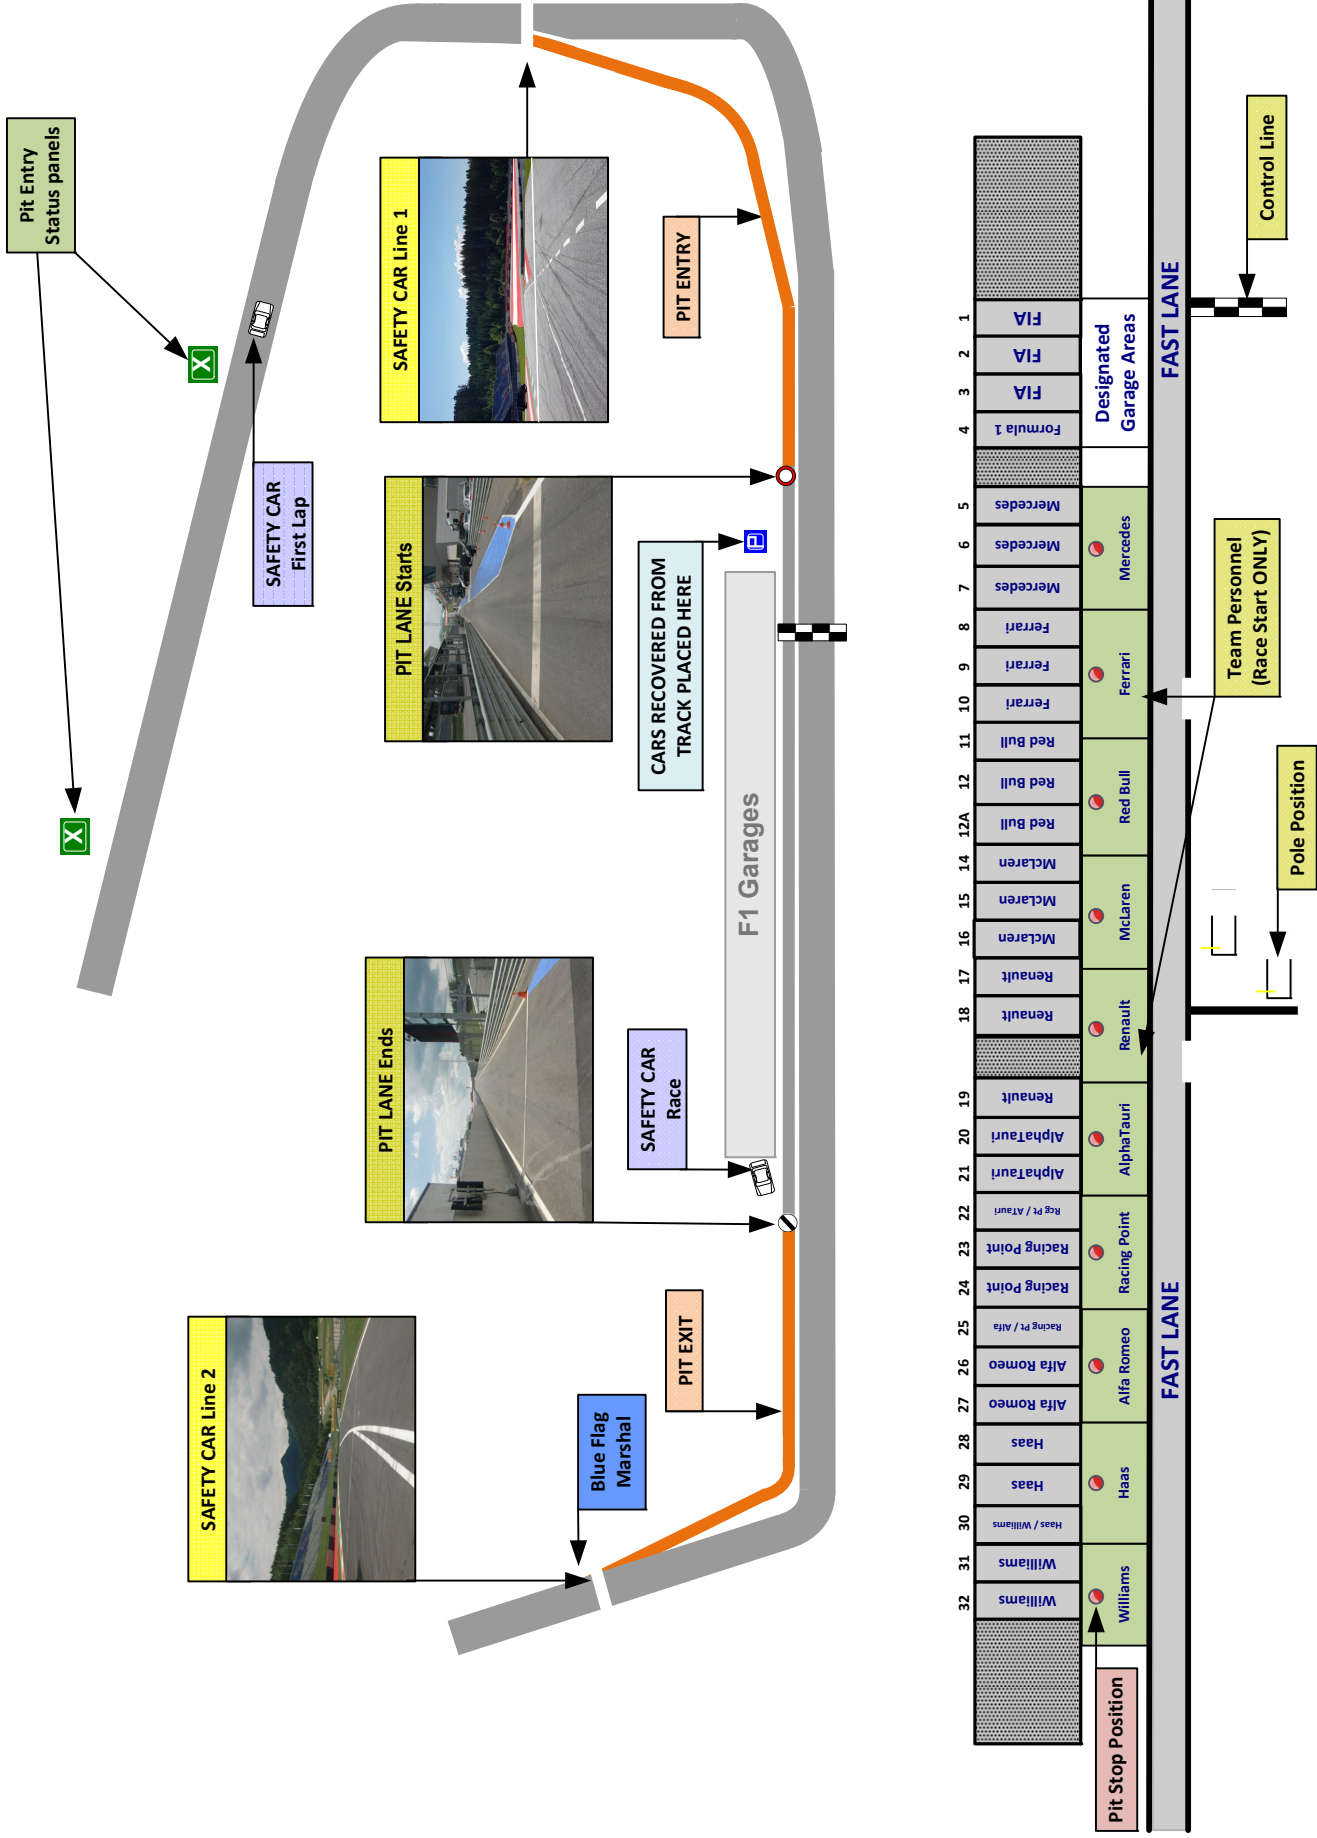 Pit Entry
Status panels
X
X
SAFETY CAR
First Lap
SAFETY CAR Line 1
PIT ENTRY
PIT LANE Starts
CARS RECOVERED FROM
TRACK PLACED HERE
PIT LANE Ends
SAFETY CAR
Race
F1 Garages
SAFETY CAR Line 2
PIT EXIT
Blue Flag
Marshal
P
32
31
30
29
28
27
26
25
24
23
22
21
20
19
18
17
16
15
14
12A
12
11
10
9
8
7
6
5
4
3
2
1
Williams
Williams
Haas / Williams
Haas
Haas
Alfa Romeo
Alfa Romeo
Racing Pt / Alfa
Racing Point
Racing Point
Rcg Pt / ATauri
AlphaTauri
AlphaTauri
Renault
Renault
Renault
McLaren
McLaren
McLaren
Red Bull
Red Bull
Red Bull
Ferrari
Ferrari
Ferrari
Mercedes
Mercedes
Mercedes
Formula 1
FIA
FIA
FIA
Williams
Haas
Alfa Romeo
Racing Point
AlphaTauri
Renault
McLaren
Red Bull
Ferrari
Mercedes
Designated
Garage Areas
Pit Stop Position
FAST LANE
FAST LANE
Team Personnel
(Race Start ONLY)
Control Line
Pole Position